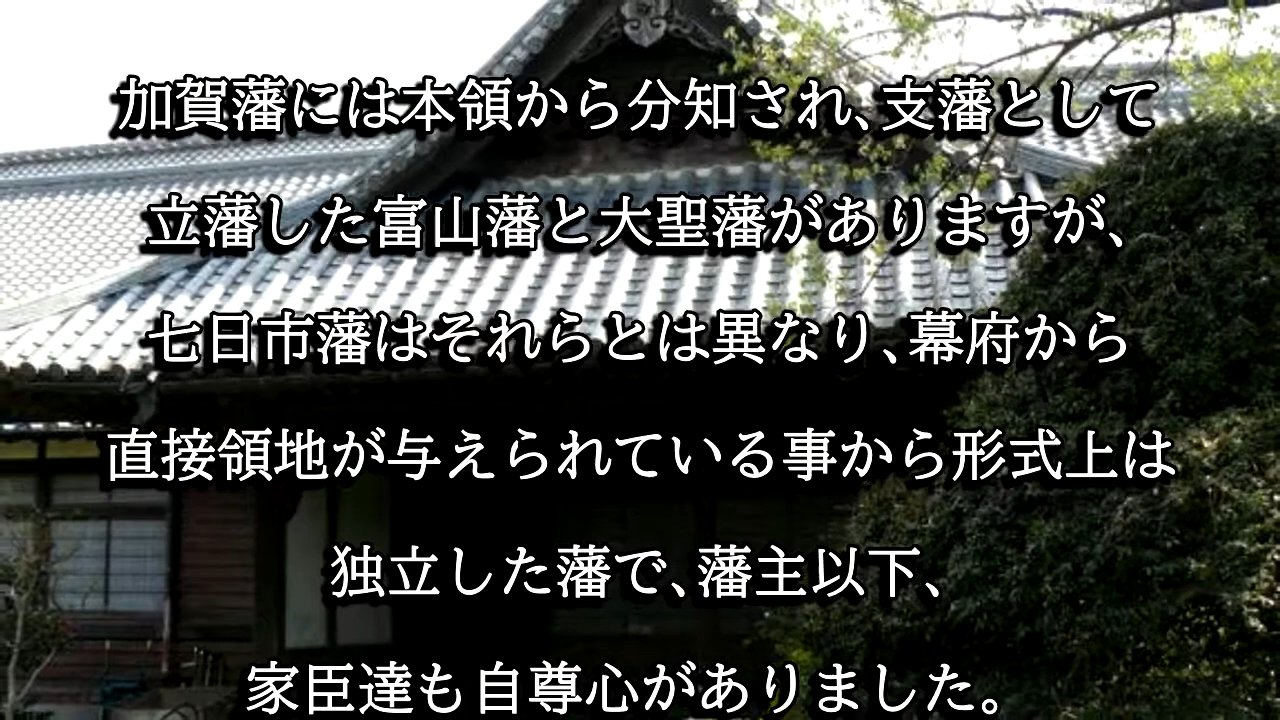 加賀藩には本領から分知され、支藩として
立藩した富山藩と大聖藩がありますが、
七日市藩はそれらとは異なり、幕府から
直接領地が与えられている事から形式上は
独立した藩で、藩主以下、
家臣達も自尊心がありました。